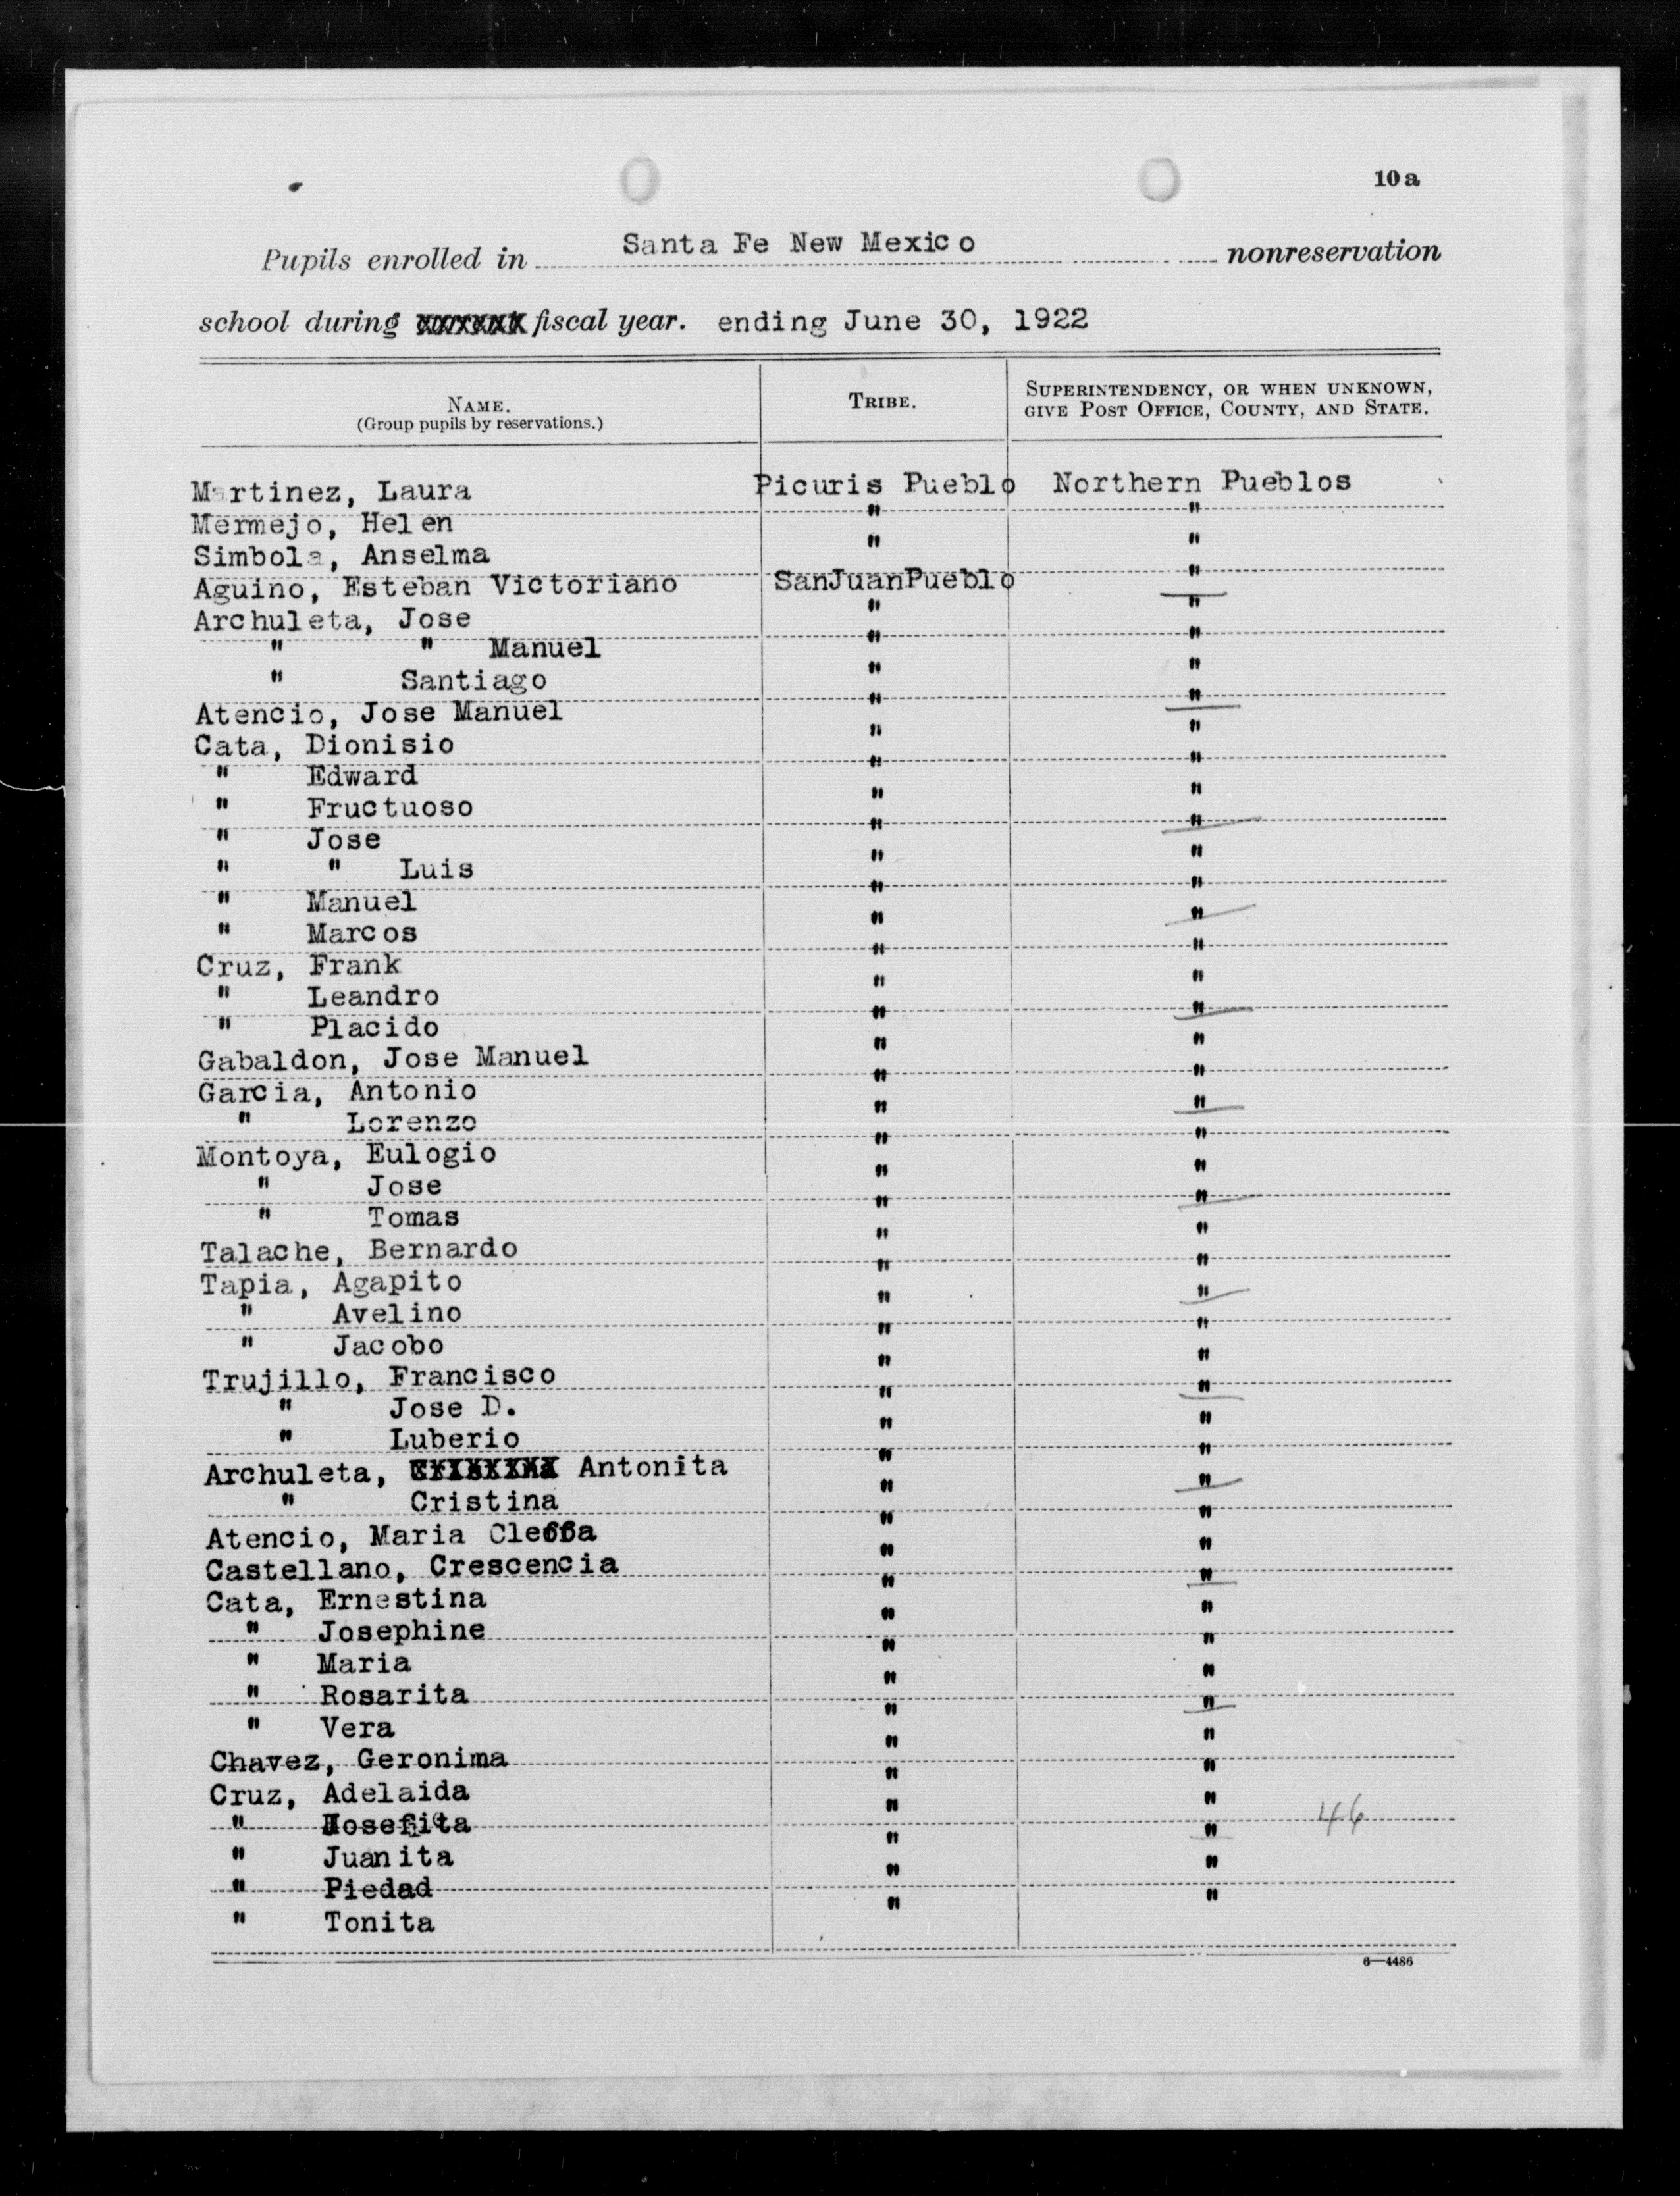 10a
Pupils enrolled in Santa Fe New Mexico nonreservation
school during fiscal year. ending June 30, 1922
NAME.
(Group pupils by reservations.)
TRIBE.
SUPERINTENDENCY, OR WHEN UNKNOWN,
GIVE POST OFFICE, COUNTY, AND STATE.
Martinez, Laura Picuris Pueblo Northern Pueblos
Mermejo, Helen " "
Simbola, Anselma " "
Aguino, Esteban Victoriano SanJuanPueblo "
Archuleta, Jose " "
" " Manuel " "
" Santiago " "
Atencio, Jose Manuel " "
Cata, Dionisio " "
" Edward " "
" Fructuoso " "
" Jose " "
" " Luis " "
" Manuel " "
" Marcos " "
Cruz, Frank " "
" Leandro " "
" Placido " "
Gabaldon, Jose Manuel " "
Garcia, Antonio " "
" Lorenzo " "
Montoya, Eulogio " "
" Jose " "
" Tomas " "
Talache, Bernardo " "
Tapia, Agapito " "
" Avelino " "
" Jacobo " "
Trujillo, Francisco " "
" Jose D. " "
" Luberio " "
Archuleta, Antonita " "
" Cristina " "
Atencio, Maria " "
Castellano, Crescencia " "
Cata, Ernestina " "
" Josephine " "
" Maria " "
" Rosarita " "
" Vera " "
Chavez, Geronima " "
Cruz, Adelaida " "
" " " 46
" Juanita " "
" Piedad " "
" Tonita
6—4486